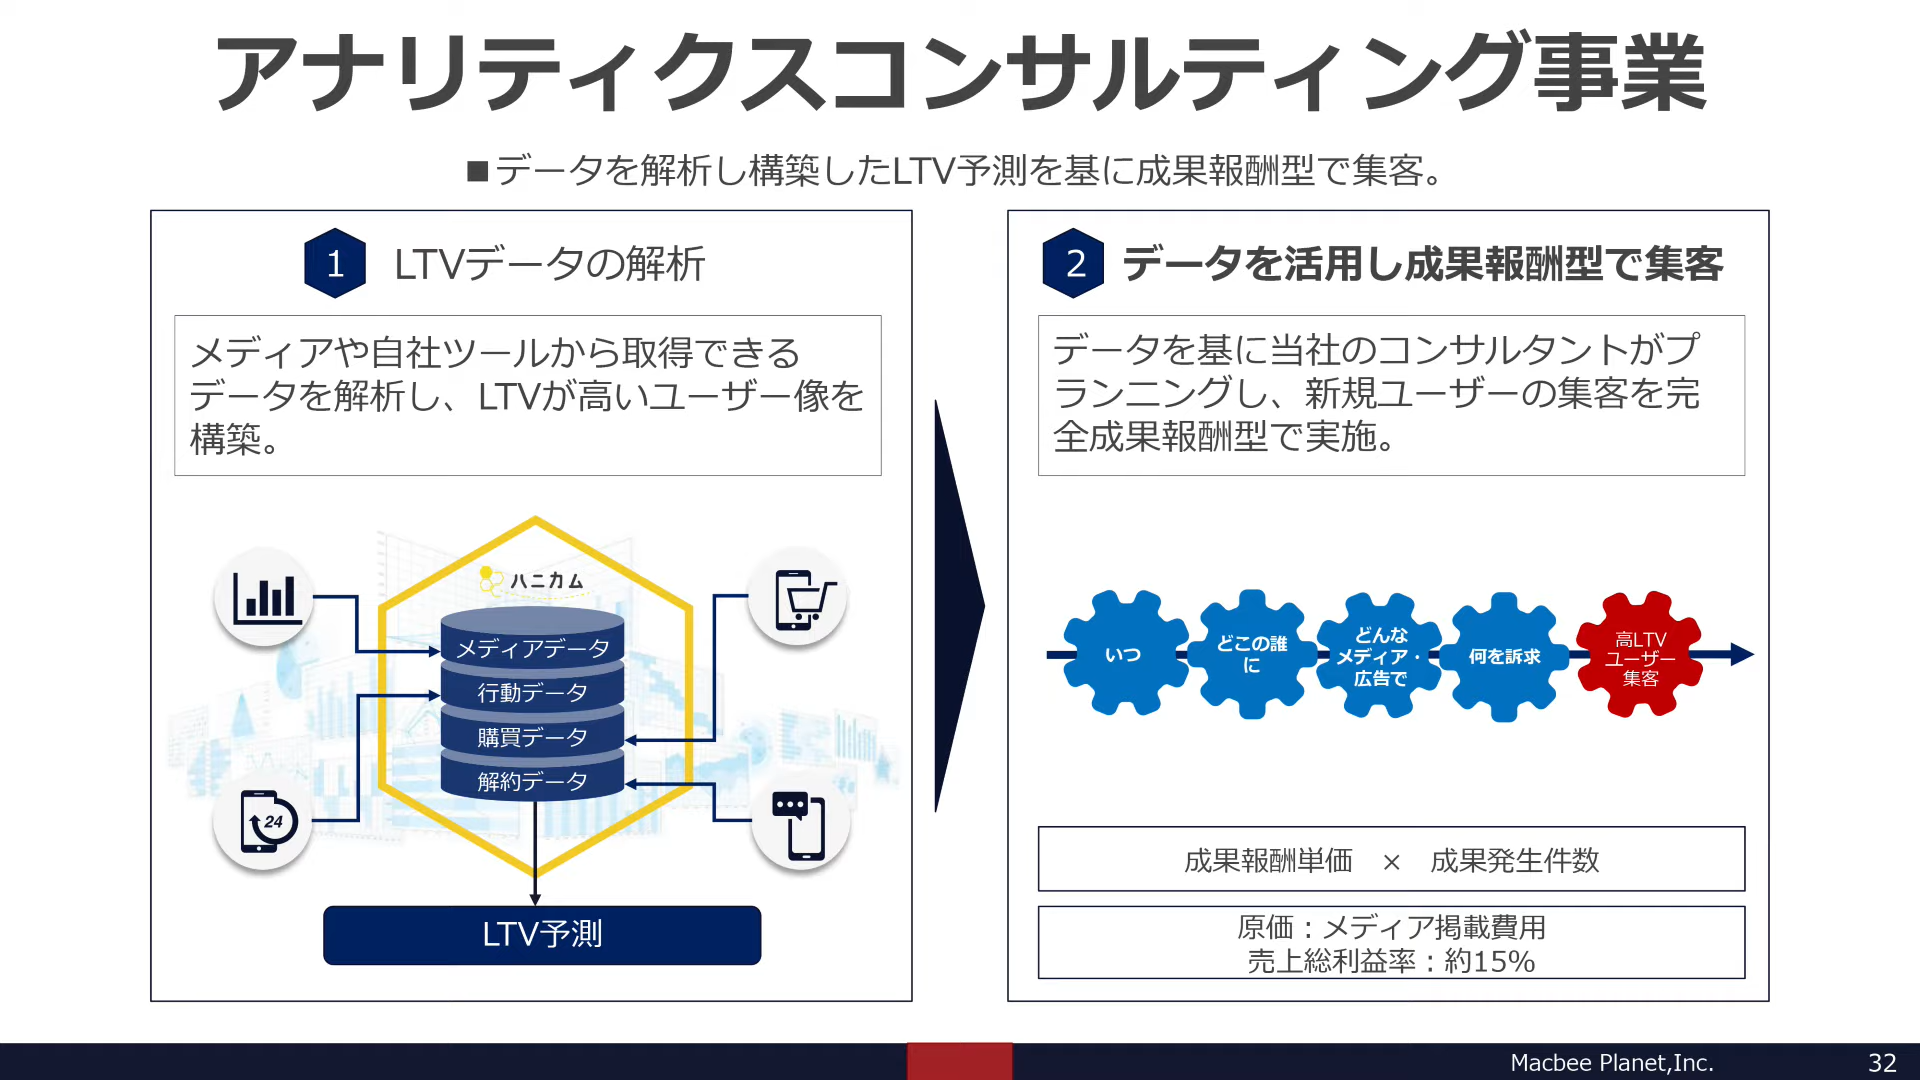 アナリティクスコンサルティング事業
■データを解析し構築したLTV予測を基に成果報酬型で集客。
1 LTVデータの解析
メディアや自社ツールから取得できる
データを解析し、LTVが高いユーザー像を
構築。
ハニカム
メディアデータ
行動データ
購買データ
解約データ
24
LTV予測
2 データを活用し成果報酬型で集客
データを基に当社のコンサルタントがプ
ランニングし、新規ユーザーの集客を完
全成果報酬型で実施。
いつ
どこの誰
に
どんな
メディア・
広告で
何を訴求
高LTV
ユーザー
集客
成果報酬単価 × 成果発生件数
原価：メディア掲載費用
売上総利益率：約15%
Macbee Planet,Inc.
32